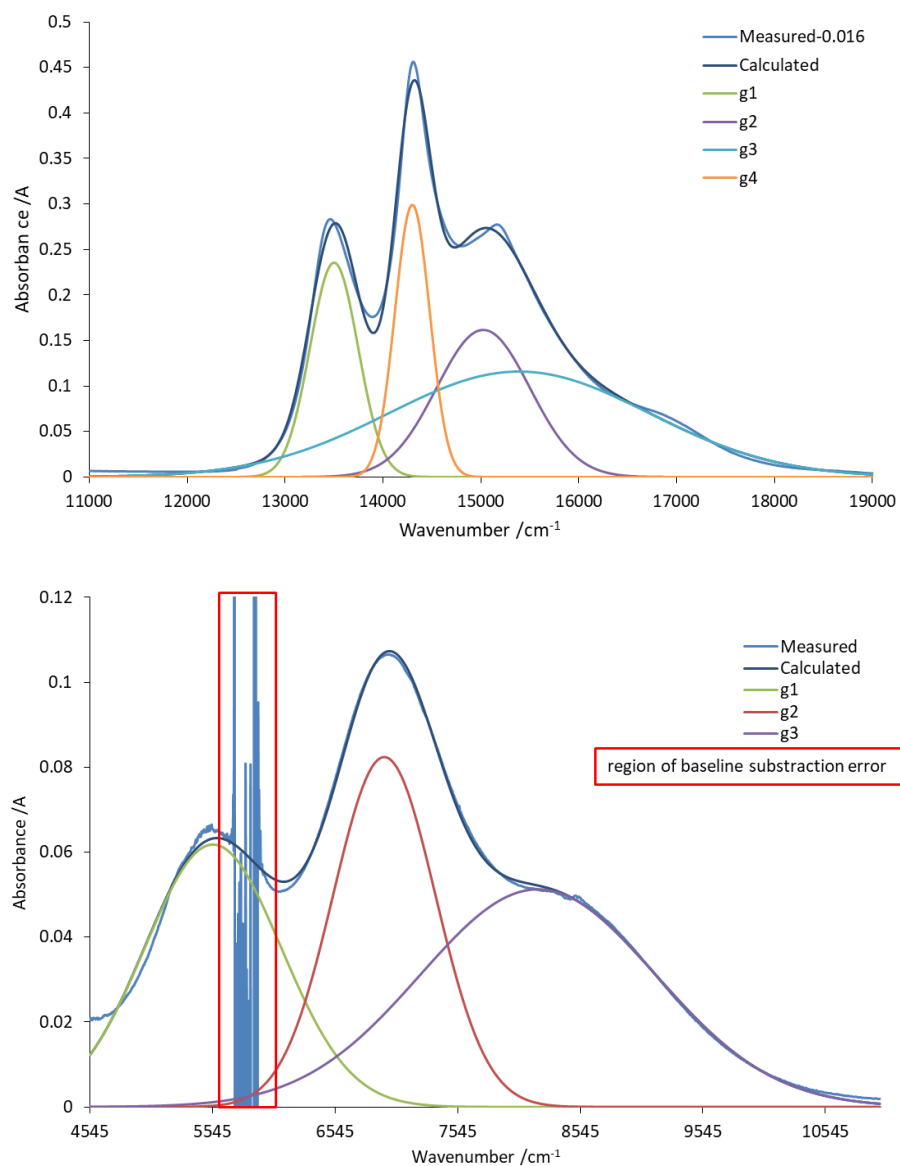 0.5
0.45
0.4
0.35
0.3
0.25
0.2
0.15
0.1
0.05
0
Absorban ce /A
11000 12000 13000 14000 15000 16000 17000 18000 19000
Wavenumber /cm-1
Measured-0.016
Calculated
g1
g2
g3
g4
0.12
0.1
0.08
0.06
0.04
0.02
0
Absorbance /A
4545 5545 6545 7545 8545 9545 10545
Wavenumber /cm-1
Measured
Calculated
g1
g2
g3
region of baseline substraction error